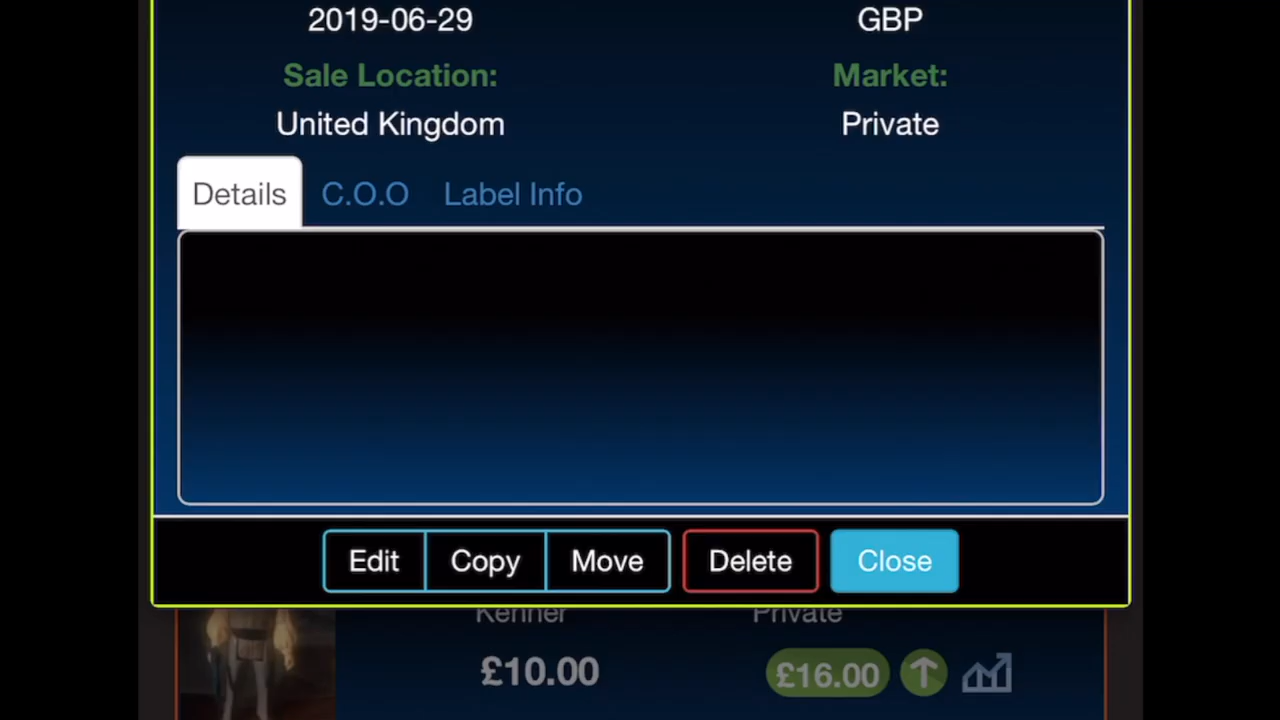 2019-06-29 GBP
Sale Location: Market:
United Kingdom Private
Details C.O.O Label Info
Edit Copy Move Delete Close
Kenner Private
£10.00 £16.00